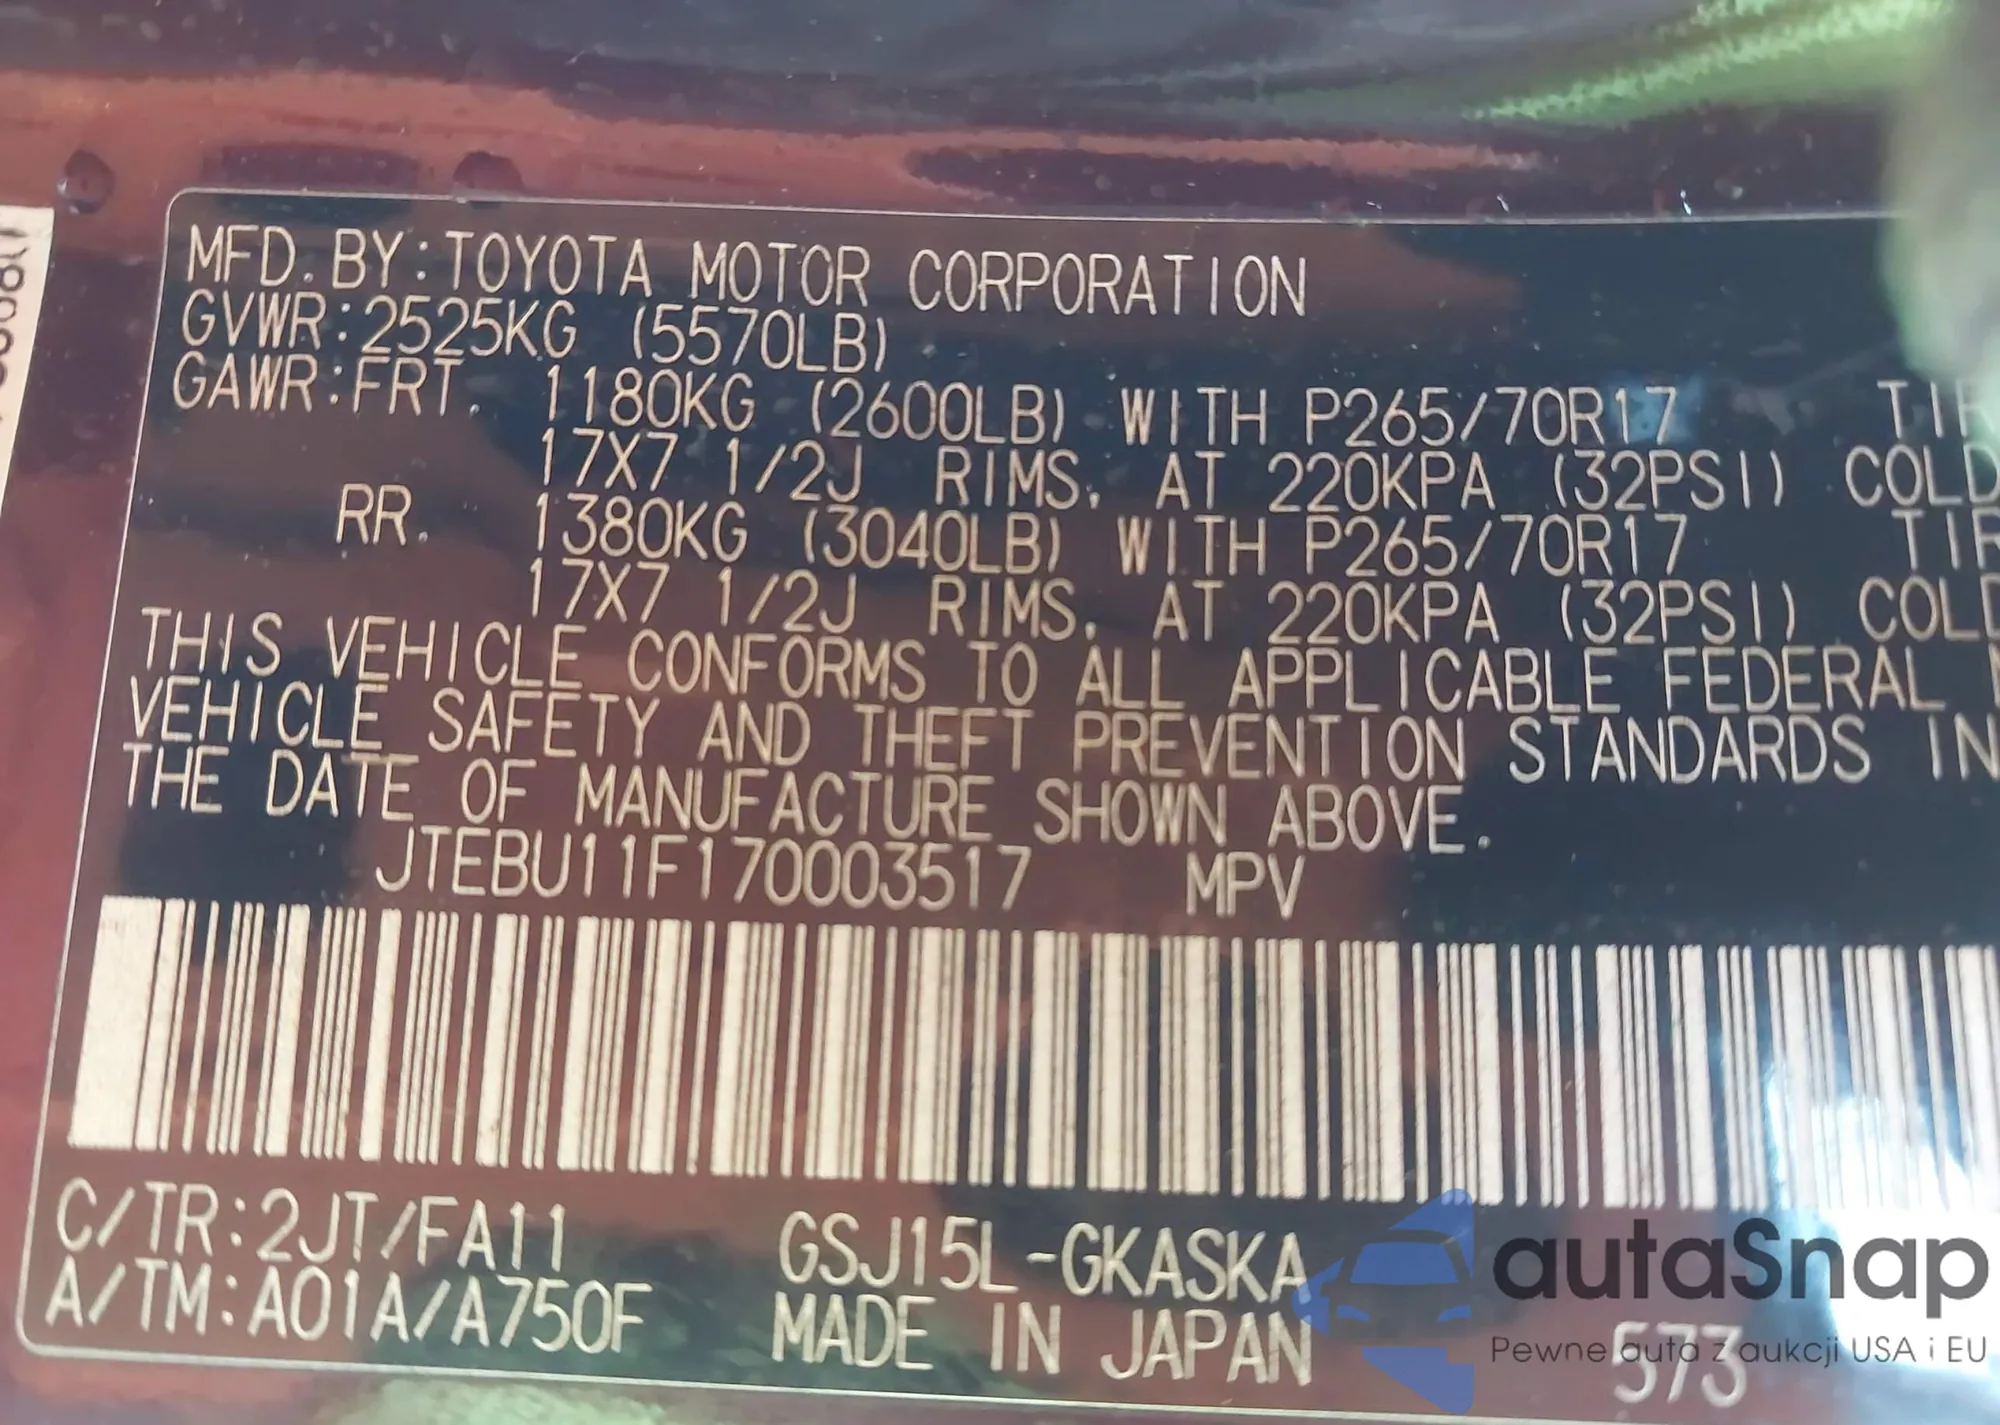 MFD. BY: TOYOTA MOTOR CORPORATION
GVWR: 2525KG (5570LB)
GAWR: FRT. 1180KG (2600LB) WITH P265/70R17 TIR
17X7 1/2J RIMS, AT 220KPA (32PSI) COLD
RR. 1380KG (3040LB) WITH P265/70R17 TIR
17X7 1/2J RIMS, AT 220KPA (32PSI) COLD
THIS VEHICLE CONFORMS TO ALL APPLICABLE FEDERAL
VEHICLE SAFETY AND THEFT PREVENTION STANDARDS IN
THE DATE OF MANUFACTURE SHOWN ABOVE.
JTEBU11F170003517 MPV
C/TR: 2JT/FA11 GSJ15L-GKASKA
A/TM: A01A/A750F MADE IN JAPAN
573
autaSnap
Pewne auta z aukcji USA i EU